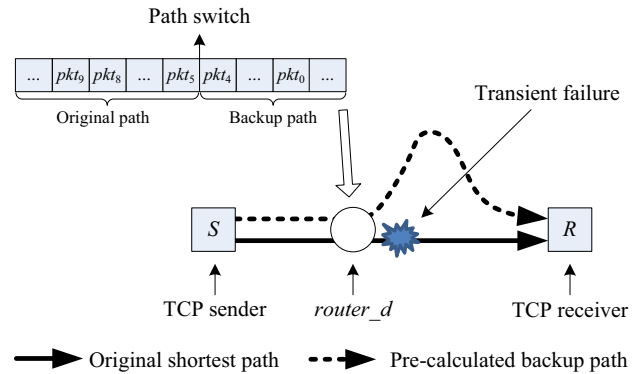 Path switch
... pkt9 pkt8 ... pkt5 pkt4 ... pkt0 ...
Original path
Backup path
Transient failure
S
R
TCP sender
router_d
TCP receiver
Original shortest path
Pre-calculated backup path